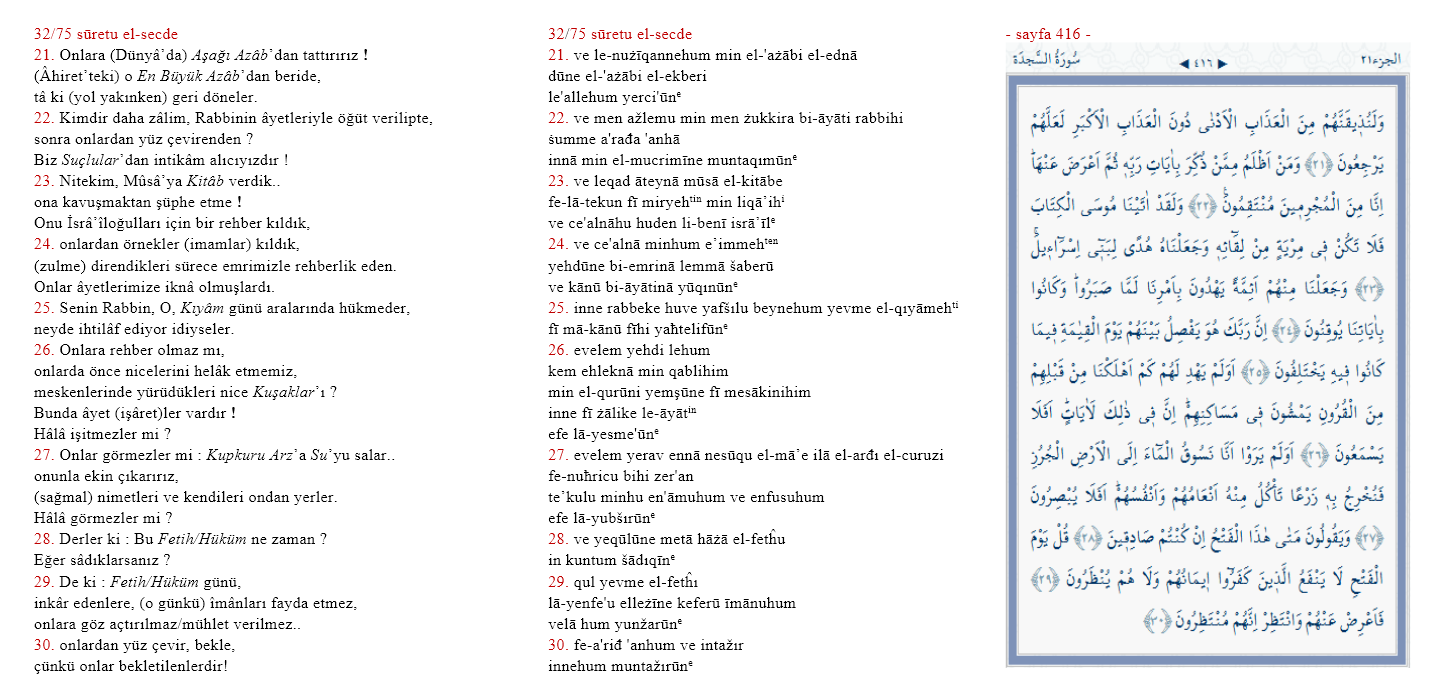 32/75 sūretu el-secde
21. Onlara (Dünyâ’da) Aşağı Azâb’dan tattırırız !
(Âhiret’teki) o En Büyük Azâb’dan beride,
tâ ki (yol yakınken) geri döneler.
22. Kimdir daha zâlim, Rabbinin âyetleriyle öğüt verilipte,
sonra onlardan yüz çevirenden ?
Biz Suçlular’dan intikâm alıcıyızdır !
23. Nitekim, Mûsâ’ya Kitâb verdik..
ona kavuşmaktan şüphe etme !
Onu İsrâ’îloğulları için bir rehber kıldık,
24. onlardan örnekler (imamlar) kıldık,
(zulme) direndikleri sürece emrimizle rehberlik eden.
Onlar âyetlerimize iknâ olmuşlardı.
25. Senin Rabbin, O, Kıyâm günü aralarında hükmeder,
neyde ihtilâf ediyor idiyseler.
26. Onlara rehber olmaz mı,
onlarda önce nicelerini helâk etmemiz,
meskenlerinde yürüdükleri nice Kuşaklar’ı ?
Bunda âyet (işâret)ler vardır !
Hâlâ işitmezler mi ?
27. Onlar görmezler mi : Kupkuru Arz’a Su’yu salar..
onunla ekin çıkarırız,
(sağmal) nimetleri ve kendileri ondan yerler.
Hâlâ görmezler mi ?
28. Derler ki : Bu Fetih/Hüküm ne zaman ?
Eğer sâdıklarsanız ?
29. De ki : Fetih/Hüküm günü,
inkâr edenlere, (o günkü) îmânları fayda etmez,
onlara göz açtırılmaz/mühlet verilmez..
30. onlardan yüz çevir, bekle,
çünkü onlar bekletilenlerdir!
32/75 sūretu el-secde
21. ve le-nużīqannehum min el-'ażābi el-ednā
dūne el-'ażābi el-ekberi
le'allehum yerci'ūnᵉ
22. ve men ažlemu min men żukkira bi-āyāti rabbihi
ṡumme a'rađa 'anhā
innā min el-mucrimīne muntaqımūnᵉ
23. ve leqad āteynā mūsā el-kitābe
fe-lā-tekun fī miryehᵗⁱⁿ min liqā’ihⁱ
ve ce'alnāhu huden li-benī isrā’īlᵉ
24. ve ce'alnā minhum e’immehᵗᵉⁿ
yehdūne bi-emrinā lemmā šaberū
ve kānū bi-āyātinā yūqınūnᵉ
25. inne rabbeke huve yafšılu beynehum yevme el-qıyāmehᵗⁱ
fī mā-kānū fīhi yaḣtelifūnᵉ
26. evelem yehdi lehum
kem ehleknā min qablihim
min el-qurūni yemşūne fī mesākinihim
inne fī żālike le-āyātⁱⁿ
efe lā-yesme'ūnᵉ
27. evelem yerav ennā nesūqu el-mā’e ilā el-arđı el-curuzi
fe-nuḣricu bihi zer'an
te’kulu minhu en'āmuhum ve enfusuhum
efe lā-yubšırūnᵉ
28. ve yeqūlūne metā hāżā el-fetĥu
in kuntum šādıqīnᵉ
29. qul yevme el-fetĥı
lā-yenfe'u elleżīne keferū īmānuhum
velā hum yunžarūnᵉ
30. fe-a'riđ 'anhum ve intažır
innehum muntažırūnᵉ
- sayfa 416 -
الجزء ٢١ ◀ ٤١٦ ▶ سُورَةُ السَّجدَة
وَلَنُذ۪يقَنَّهُمْ مِنَ الْعَذَابِ الْاَدْنٰى دُونَ الْعَذَابِ الْاَكْبَرِ لَعَلَّهُمْ
يَرْجِعُونَ ﴿٢١﴾ وَمَنْ اَظْلَمُ مِمَّنْ ذُكِّرَ بِاٰيَاتِ رَبِّه۪ ثُمَّ اَعْرَضَ عَنْهَاۜ
اِنَّا مِنَ الْمُجْرِم۪ينَ مُنْتَقِمُونَ۟ ﴿٢٢﴾ وَلَقَدْ اٰتَيْنَا مُوسَى الْكِتَابَ
فَلَا تَكُنْ ف۪ي مِرْيَةٍ مِنْ لِقَٓائِه۪ وَجَعَلْنَاهُ هُدًى لِبَن۪ٓي اِسْرَٓاء۪يلَۚ
﴿٢٣﴾ وَجَعَلْنَا مِنْهُمْ اَئِمَّةً يَهْدُونَ بِاَمْرِنَا لَمَّا صَبَرُواۜ وَكَانُوا
بِاٰيَاتِنَا يُوقِنُونَ ﴿٢٤﴾ اِنَّ رَبَّكَ هُوَ يَفْصِلُ بَيْنَهُمْ يَوْمَ الْقِيٰمَةِ ف۪يمَا
كَانُوا ف۪يهِ يَخْتَلِفُونَ ﴿٢٥﴾ اَوَلَمْ يَهْدِ لَهُمْ كَمْ اَهْلَكْنَا مِنْ قَبْلِهِمْ
مِنَ الْقُرُونِ يَمْشُونَ ف۪ي مَسَاكِنِهِمْۜ اِنَّ ف۪ي ذٰلِكَ لَاٰيَاتٍۜ اَفَلَا
يَسْمَعُونَ ﴿٢٦﴾ اَوَلَمْ يَرَوْا اَنَّا نَسُوقُ الْمَٓاءَ اِلَى الْاَرْضِ الْجُرُزِ
فَنُخْرِجُ بِه۪ زَرْعًا تَأْكُلُ مِنْهُ اَنْعَامُهُمْ وَاَنْفُسُهُمْۜ اَفَلَا يُبْصِرُونَ
﴿٢٧﴾ وَيَقُولُونَ مَتٰى هٰذَا الْفَتْحُ اِنْ كُنْتُمْ صَادِق۪ينَ ﴿٢٨﴾ قُلْ يَوْمَ
الْفَتْحِ لَا يَنْفَعُ الَّذ۪ينَ كَفَرُٓوا ا۪يمَانُهُمْ وَلَا هُمْ يُنْظَرُونَ ﴿٢٩﴾
فَاَعْرِضْ عَنْهُمْ وَانْتَظِرْ اِنَّهُمْ مُنْتَظِرُونَ ﴿٣٠﴾